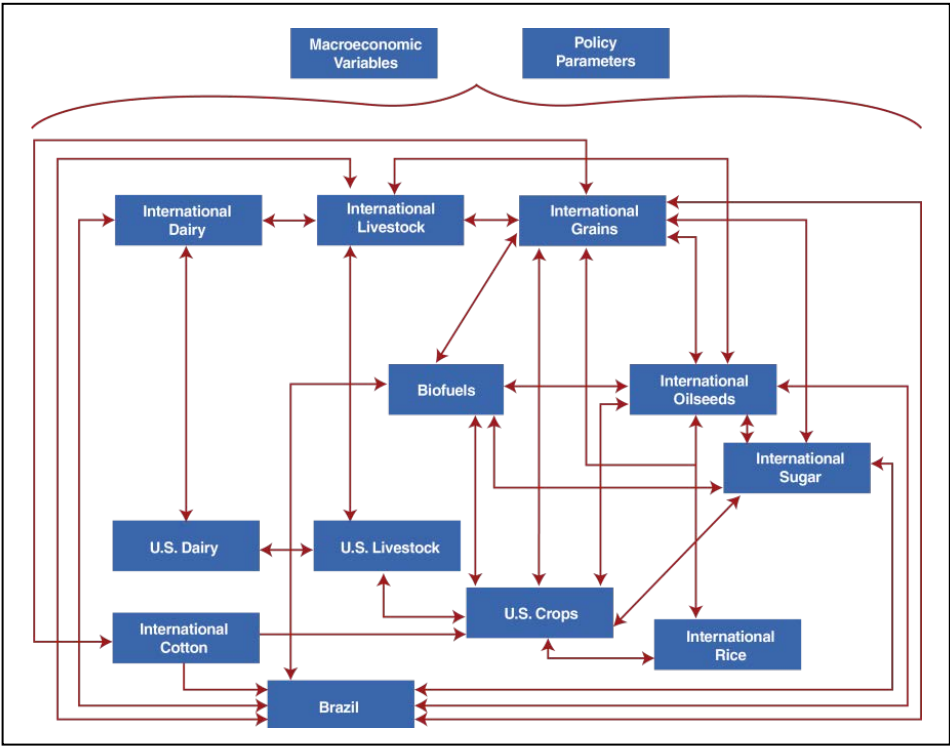 Macroeconomic
Variables
Policy
Parameters
International
Dairy
International
Livestock
International
Grains
Biofuels
International
Oilseeds
International
Sugar
U.S. Dairy
U.S. Livestock
U.S. Crops
International
Cotton
International
Rice
Brazil